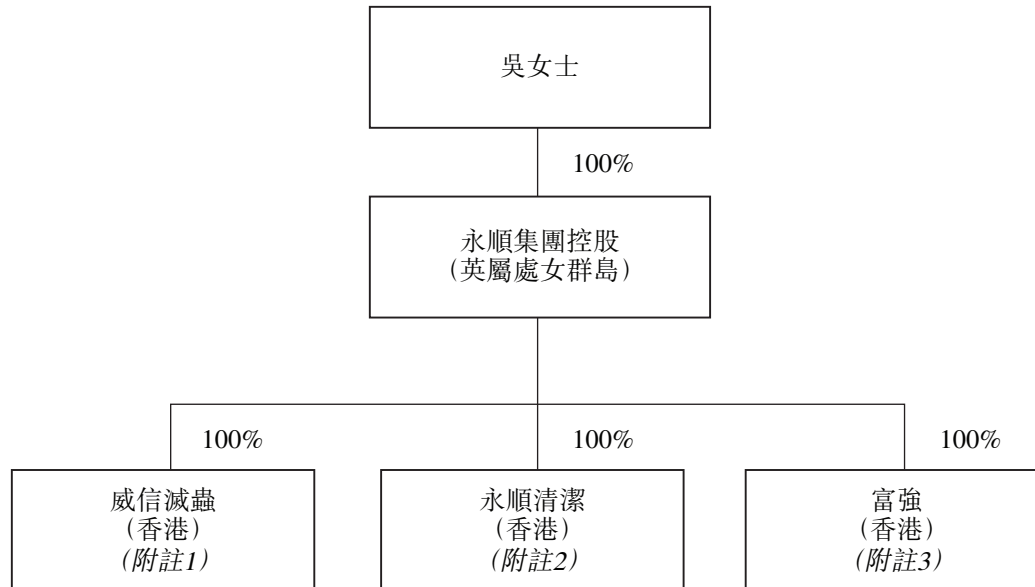 吳女士
100%
永順集團控股
（英屬處女群島）
100%
100%
100%
威信滅蟲
（香港）
（附註1）
永順清潔
（香港）
（附註2）
富強
（香港）
（附註3）